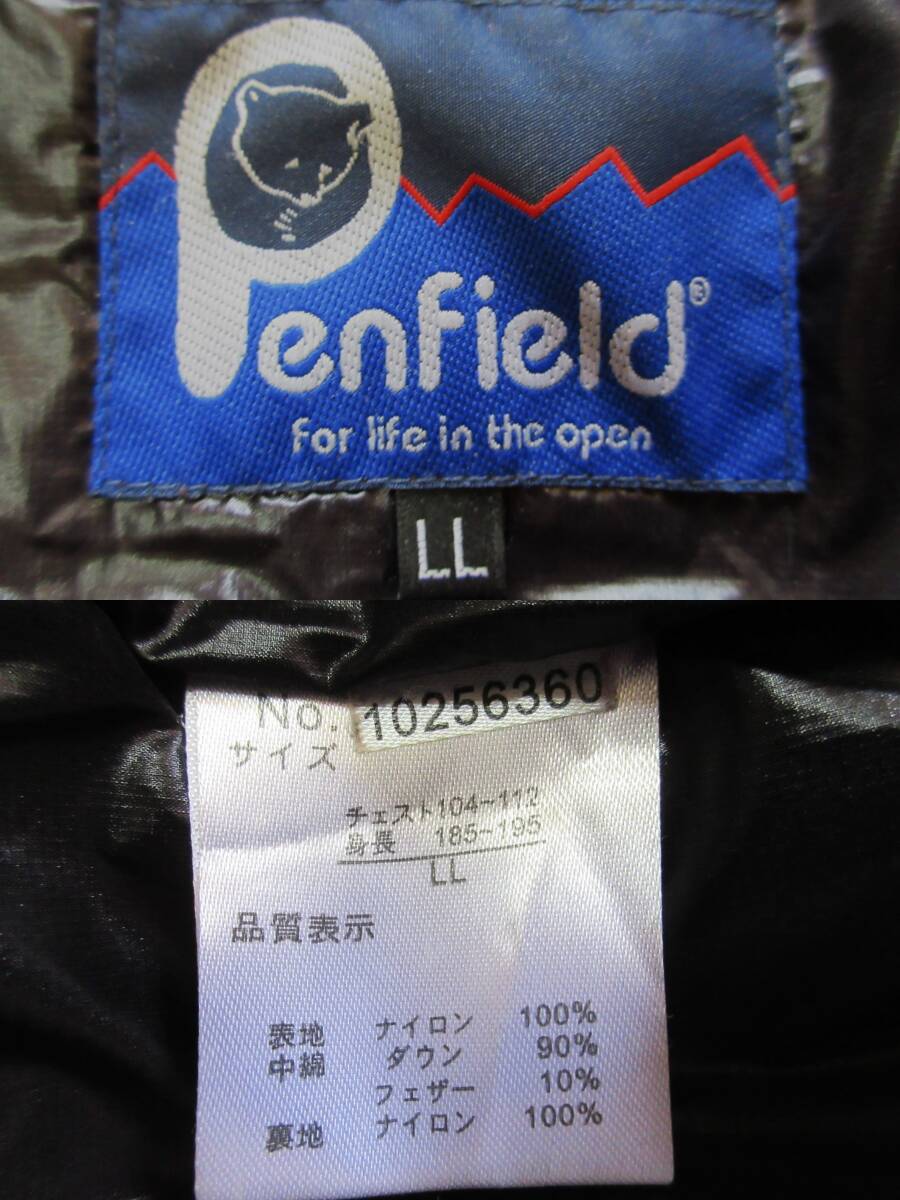 Penfield®
for life in the open
LL
No. 10256360
サイズ
チェスト104~112
身長 185~195
LL
品質表示
表地 ナイロン 100%
中綿 ダウン 90%
フェザー 10%
裏地 ナイロン 100%